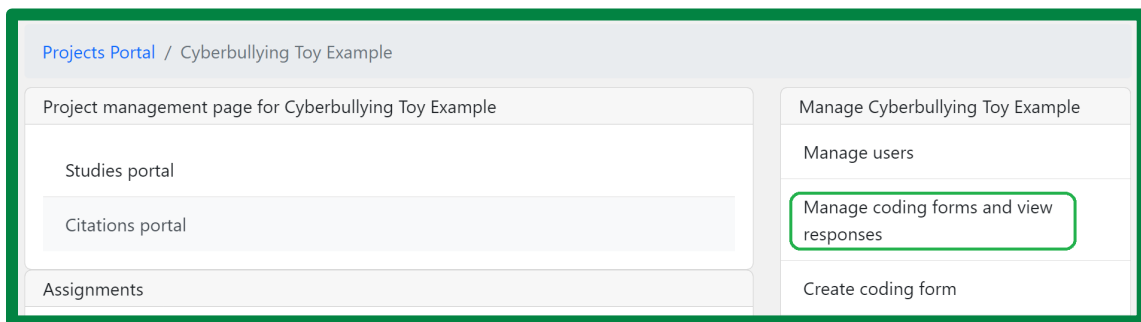 Projects Portal / Cyberbullying Toy Example
Project management page for Cyberbullying Toy Example
Studies portal
Citations portal
Assignments
Manage Cyberbullying Toy Example
Manage users
Manage coding forms and view
responses
Create coding form